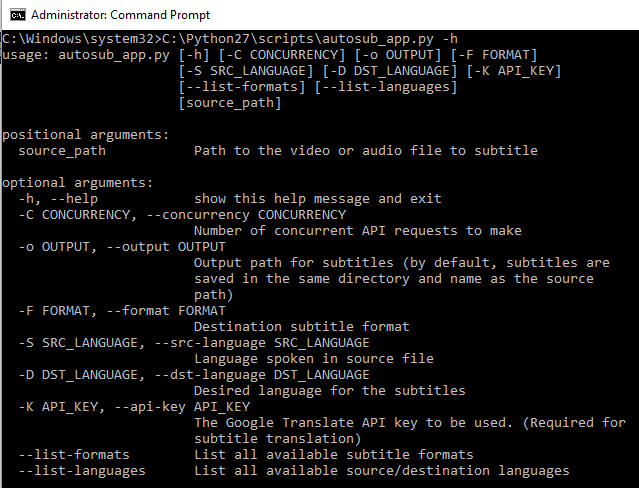 Administrator: Command Prompt
C:\Windows\system32>C:\Python27\scripts\autosub_app.py -h
usage: autosub_app.py [-h] [-C CONCURRENCY] [-o OUTPUT] [-F FORMAT]
[-S SRC_LANGUAGE] [-D DST_LANGUAGE] [-K API_KEY]
[--list-formats] [--list-languages]
[source_path]
positional arguments:
source_path Path to the video or audio file to subtitle
optional arguments:
-h, --help show this help message and exit
-C CONCURRENCY, --concurrency CONCURRENCY
Number of concurrent API requests to make
-o OUTPUT, --output OUTPUT
Output path for subtitles (by default, subtitles are
saved in the same directory and name as the source
path)
-F FORMAT, --format FORMAT
Destination subtitle format
-S SRC_LANGUAGE, --src-language SRC_LANGUAGE
Language spoken in source file
-D DST_LANGUAGE, --dst-language DST_LANGUAGE
Desired language for the subtitles
-K API_KEY, --api-key API_KEY
The Google Translate API key to be used. (Required for
subtitle translation)
--list-formats List all available subtitle formats
--list-languages List all available source/destination languages